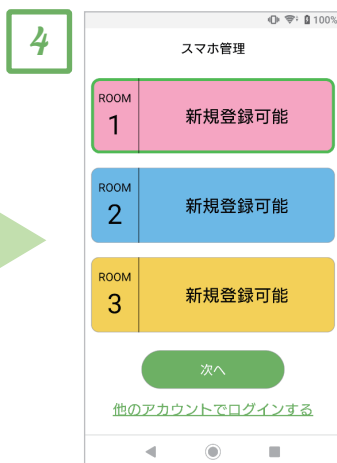 4
100%
スマホ管理
ROOM
1
新規登録可能
ROOM
2
新規登録可能
ROOM
3
新規登録可能
次へ
他のアカウントでログインする